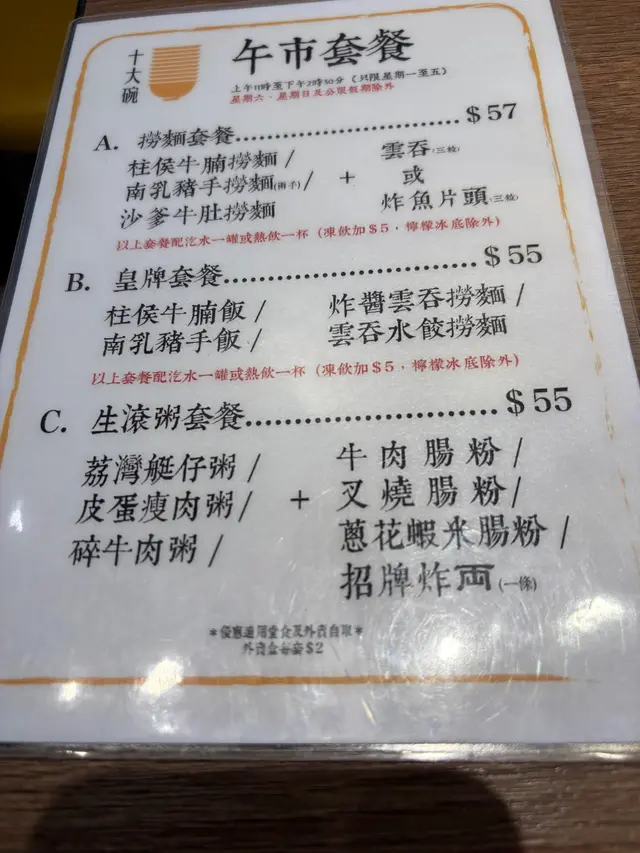 十大碗
午市套餐
上午11時至下午2時30分 (只限星期一至五)
星期六、星期日及公眾假期除外
A. 撈麵套餐 $57
柱侯牛腩撈麵 /
南乳豬手撈麵(兩手) /
沙爹牛肚撈麵
+
雲吞(三粒)
或
炸魚片頭(三粒)
以上套餐配汽水一罐或熱飲一杯 (凍飲加$5，檸檬冰底除外)
B. 皇牌套餐 $55
柱侯牛腩飯 /
南乳豬手飯 /
炸醬雲吞撈麵 /
雲吞水餃撈麵
以上套餐配汽水一罐或熱飲一杯 (凍飲加$5，檸檬冰底除外)
C. 生滾粥套餐 $55
荔灣艇仔粥 /
皮蛋瘦肉粥 /
碎牛肉粥 /
+
牛肉腸粉 /
叉燒腸粉 /
蔥花蝦米腸粉 /
招牌炸両(一條)
*優惠適用堂食及外賣自取*
外賣盒每套$2